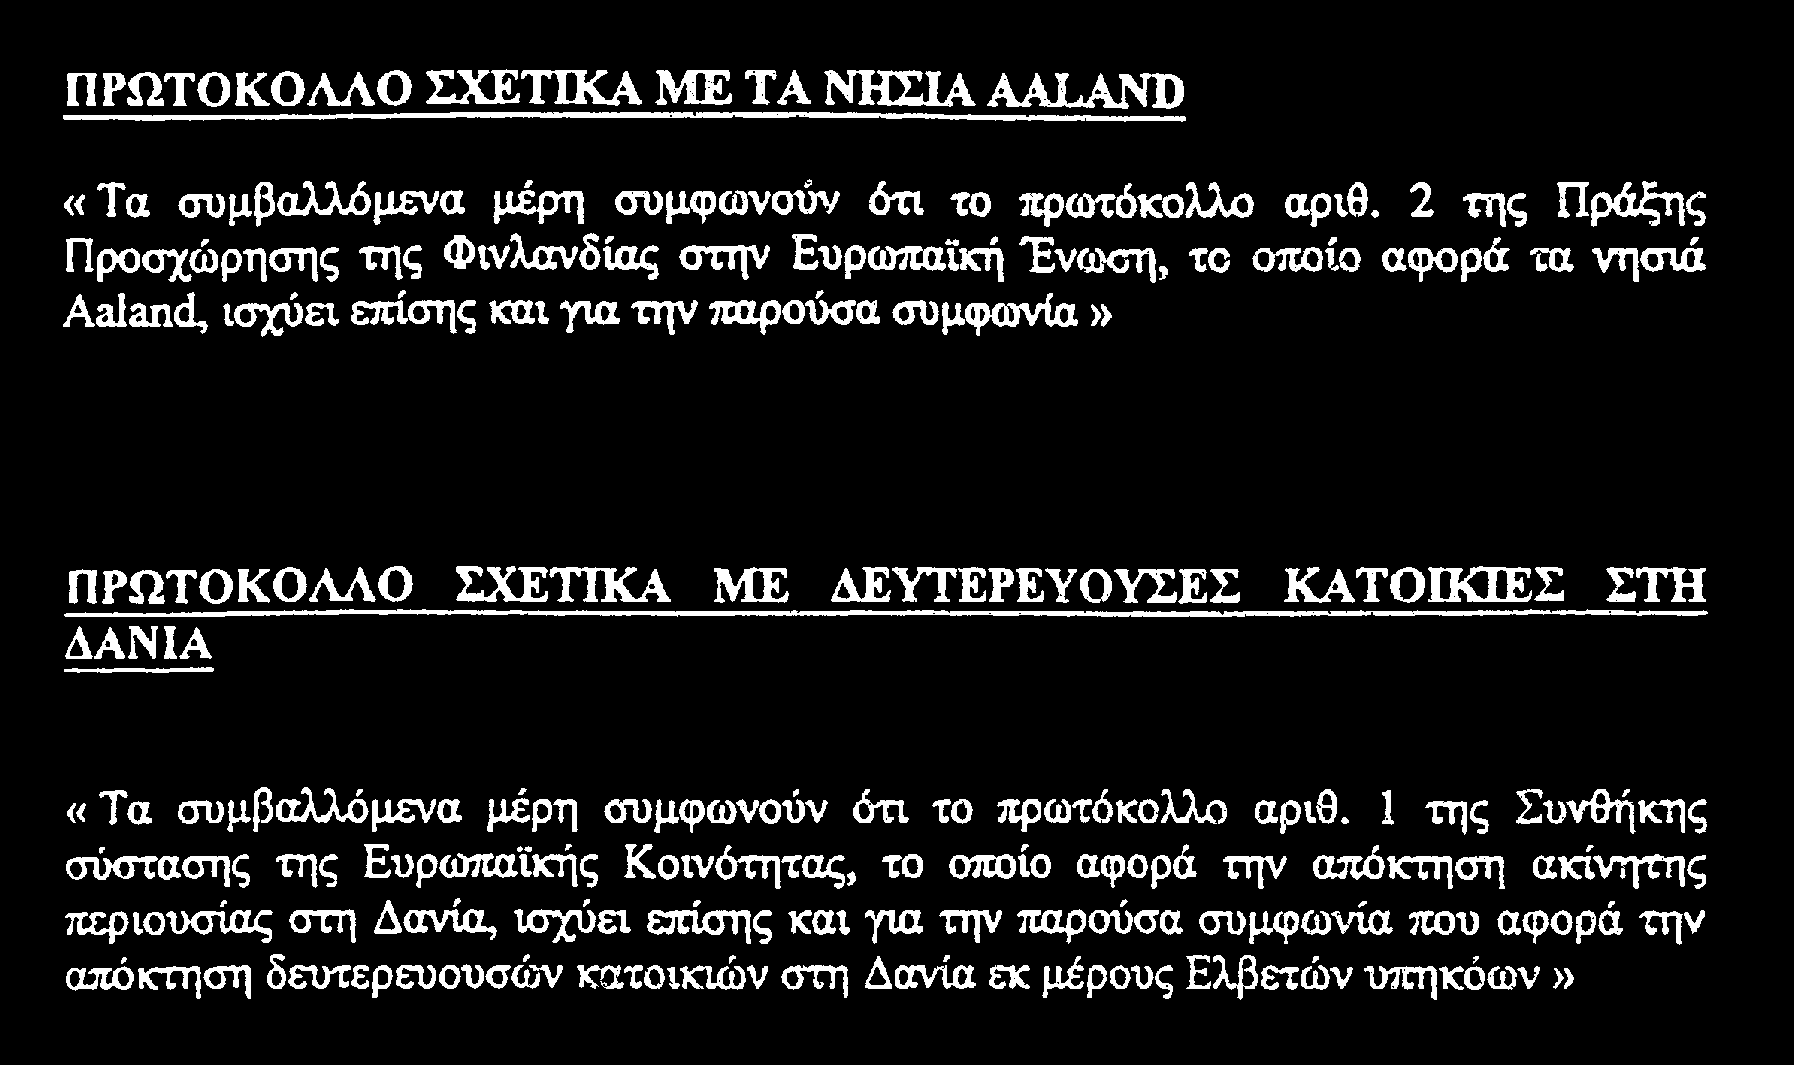 ΠΡΩΤΟΚΟΛΛΟ ΣΧΕΤΙΚΑ ΜΕ ΤΑ ΝΗΣΙΑ AALAND
« Τα συμβαλλόμενα μέρη συμφωνούν ότι το πρωτόκολλο αριθ. 2 της Πράξης
Προσχώρησης της Φινλανδίας στην Ευρωπαϊκή Ένωση, το οποίο αφορά τα νησιά
Aaland, ισχύει επίσης και για την παρούσα συμφωνία »
ΠΡΩΤΟΚΟΛΛΟ ΣΧΕΤΙΚΑ ΜΕ ΔΕΥΤΕΡΕΥΟΥΣΕΣ ΚΑΤΟΙΚΙΕΣ ΣΤΗ
ΔΑΝΙΑ
« Τα συμβαλλόμενα μέρη συμφωνούν ότι το πρωτόκολλο αριθ. 1 της Συνθήκης
σύστασης της Ευρωπαϊκής Κοινότητας, το οποίο αφορά την απόκτηση ακίνητης
περιουσίας στη Δανία, ισχύει επίσης και για την παρούσα συμφωνία που αφορά την
απόκτηση δευτερευουσών κατοικιών στη Δανία εκ μέρους Ελβετών υπηκόων »